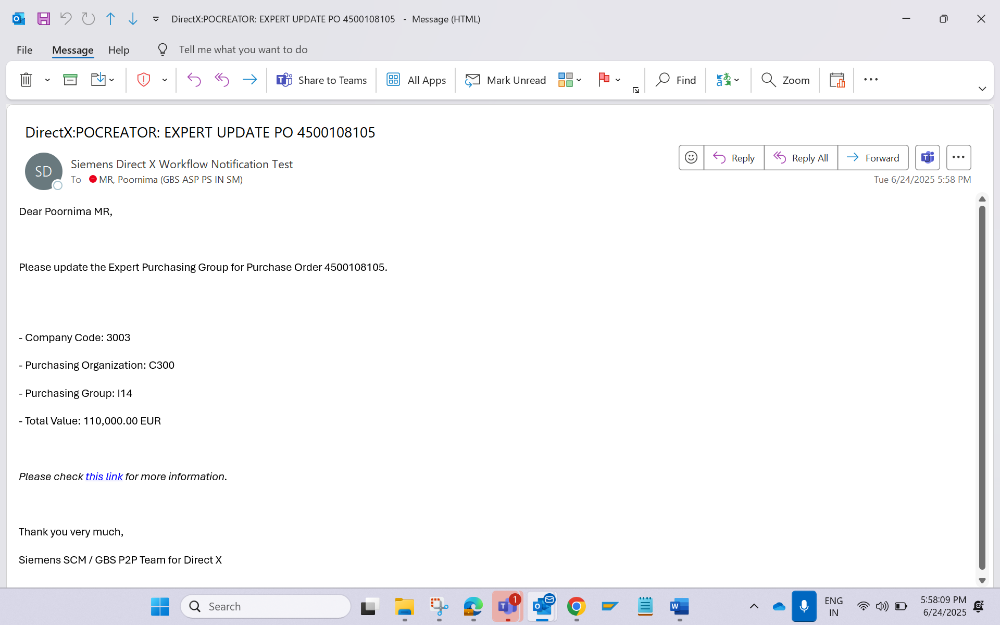 DirectX:POCREATOR: EXPERT UPDATE PO 4500108105 - Message (HTML)
File Message Help Tell me what you want to do
Share to Teams All Apps Mark Unread Find Zoom
DirectX:POCREATOR: EXPERT UPDATE PO 4500108105
SD
Siemens Direct X Workflow Notification Test
To MR, Poornima (GBS ASP PS IN SM)
Reply Reply All Forward
Tue 6/24/2025 5:58 PM
Dear Poornima MR,
Please update the Expert Purchasing Group for Purchase Order 4500108105.
- Company Code: 3003
- Purchasing Organization: C300
- Purchasing Group: I14
- Total Value: 110,000.00 EUR
Please check this link for more information.
Thank you very much,
Siemens SCM / GBS P2P Team for Direct X
Search
1
ENG
IN
5:58:09 PM
6/24/2025